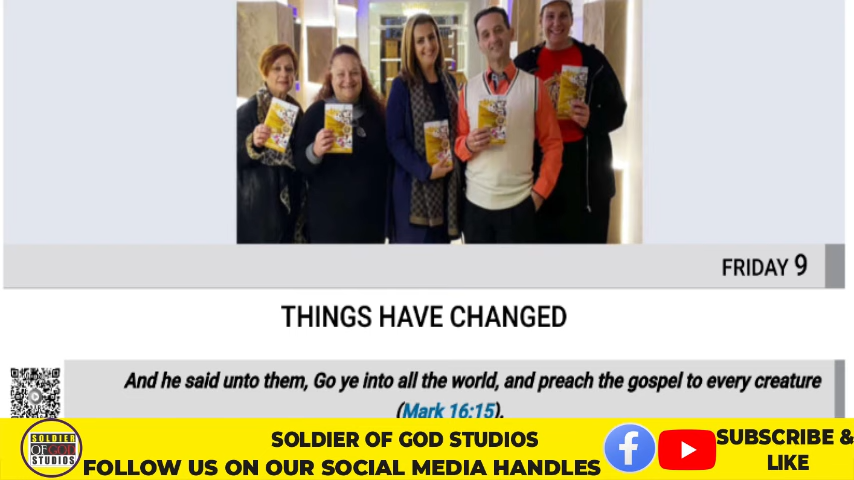 FRIDAY 9
THINGS HAVE CHANGED
And he said unto them, Go ye into all the world, and preach the gospel to every creature
(Mark 16:15).
SOLDIER
OF GOD
STUDIOS
SOLDIER OF GOD STUDIOS
FOLLOW US ON OUR SOCIAL MEDIA HANDLES
SUBSCRIBE &
LIKE